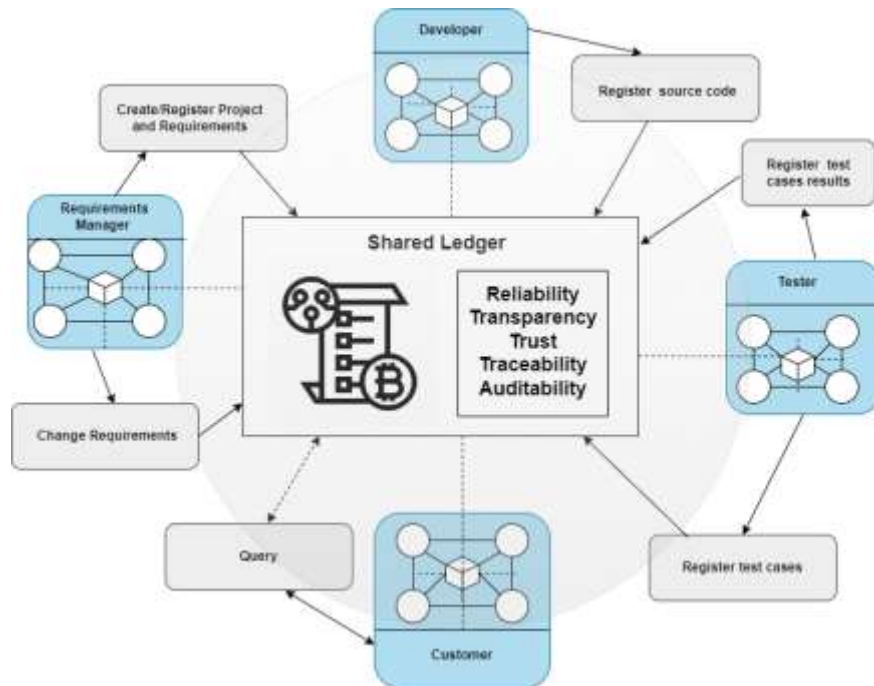 Developer
Register source code
Create/Register Project
and Requirements
Register test
cases results
Requirements
Manager
Shared Ledger
Tester
Reliability
Transparency
Trust
Traceability
Auditability
Change Requirements
Query
Register test cases
Customer